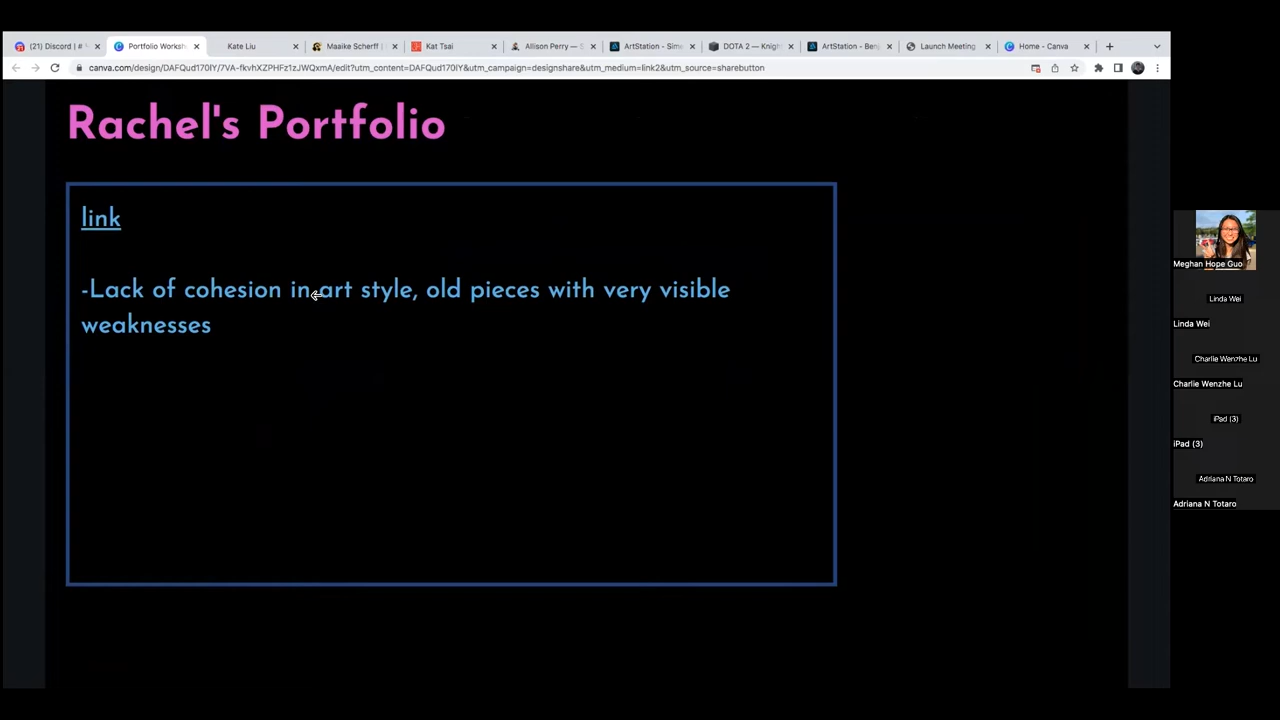 (21) Discord | #
Portfolio Worksh
Kate Liu
Maaike Scherff
Kat Tsai
Allison Perry — S
ArtStation - Sime
DOTA 2 — Knigh
ArtStation - Benj
Launch Meeting
Home - Canva
canva.com/design/DAFQud170IY/7VA-fkvhXZPHFz1zJWQxmA/edit?utm_content=DAFQud170IY&utm_campaign=designshare&utm_medium=link2&utm_source=sharebutton
Rachel's Portfolio
link
-Lack of cohesion in art style, old pieces with very visible
weaknesses
Meghan Hope Guo
Linda Wei
Linda Wei
Charlie Wenzhe Lu
Charlie Wenzhe Lu
iPad (3)
iPad (3)
Adriana N Totaro
Adriana N Totaro